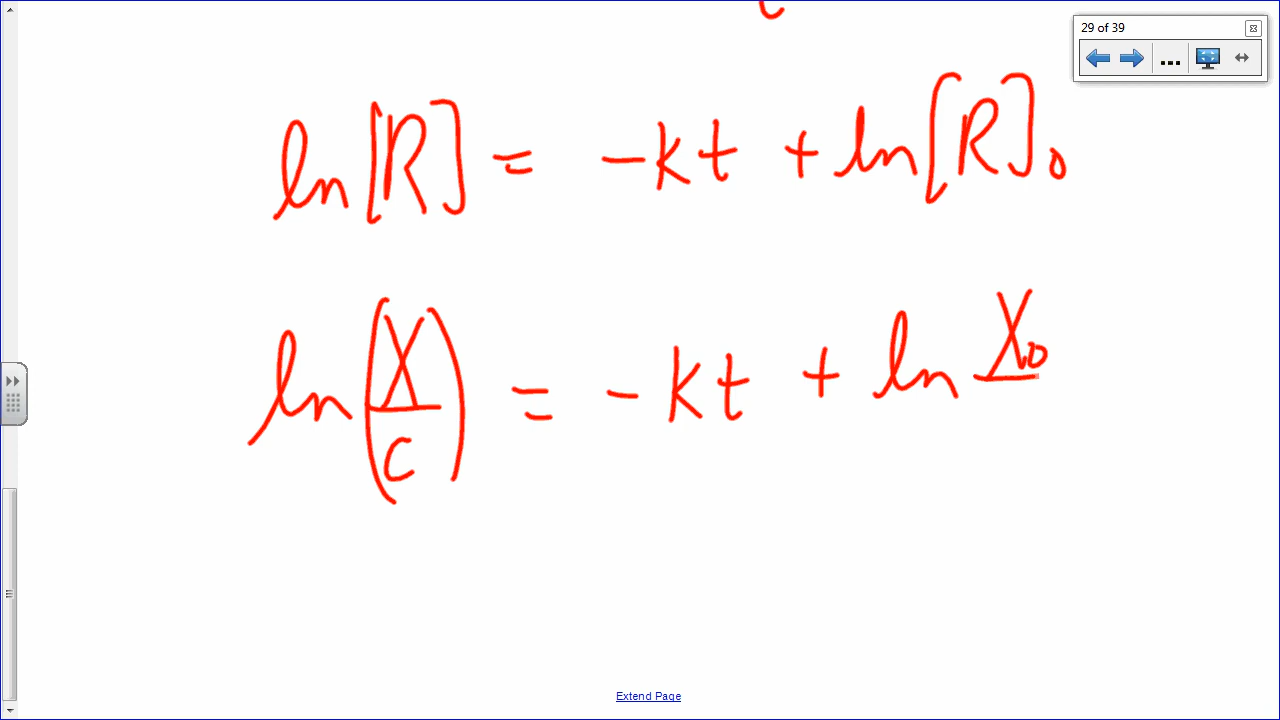 29 of 39
ln[R] = -kt + ln[R]₀
ln(X/C) = -kt + ln X₀
Extend Page